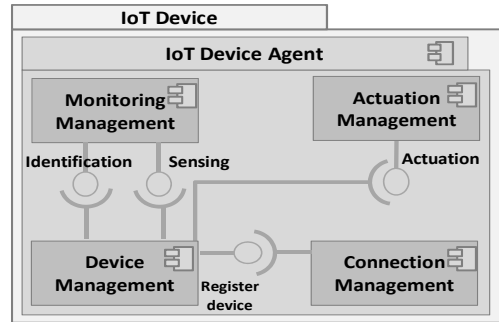 IoT Device
IoT Device Agent
Monitoring
Management
Actuation
Management
Identification
Sensing
Actuation
Device
Management
Register
device
Connection
Management